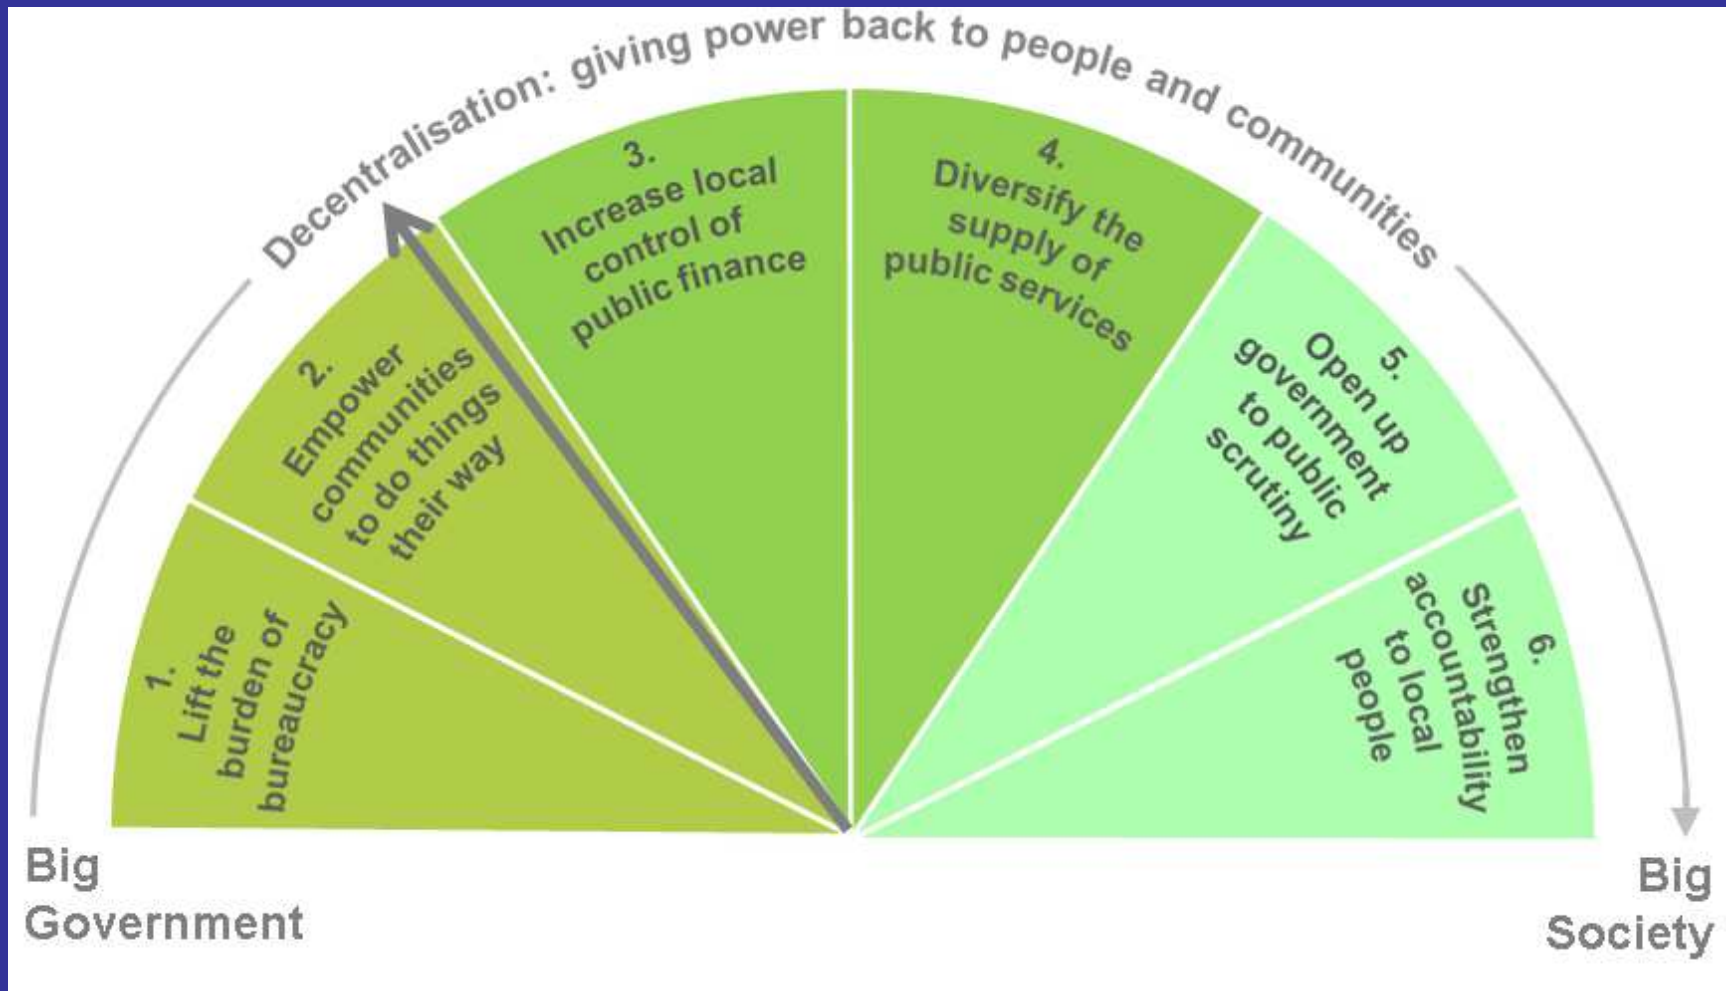 Decentralisation: giving power back to people and communities
1.
Lift the
burden of
bureaucracy
2.
Empower
communities
to do things
their way
3.
Increase local
control of
public finance
4.
Diversify the
supply of
public services
5.
Open up
government
to public
scrutiny
6.
Strengthen
accountability
to local
people
Big
Government
Big
Society